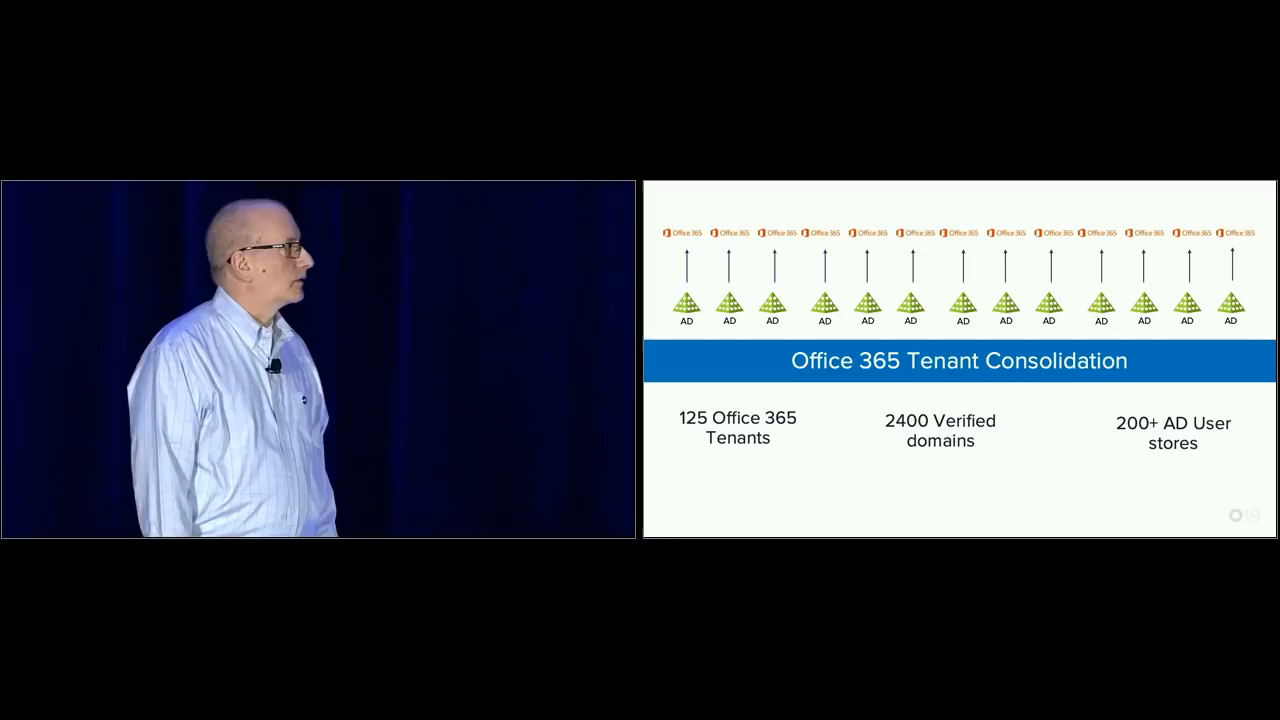 Office 365 Office 365 Office 365 Office 365 Office 365 Office 365 Office 365 Office 365 Office 365 Office 365 Office 365 Office 365 Office 365
AD AD AD AD AD AD AD AD AD AD AD AD AD
Office 365 Tenant Consolidation
125 Office 365
Tenants
2400 Verified
domains
200+ AD User
stores
O19